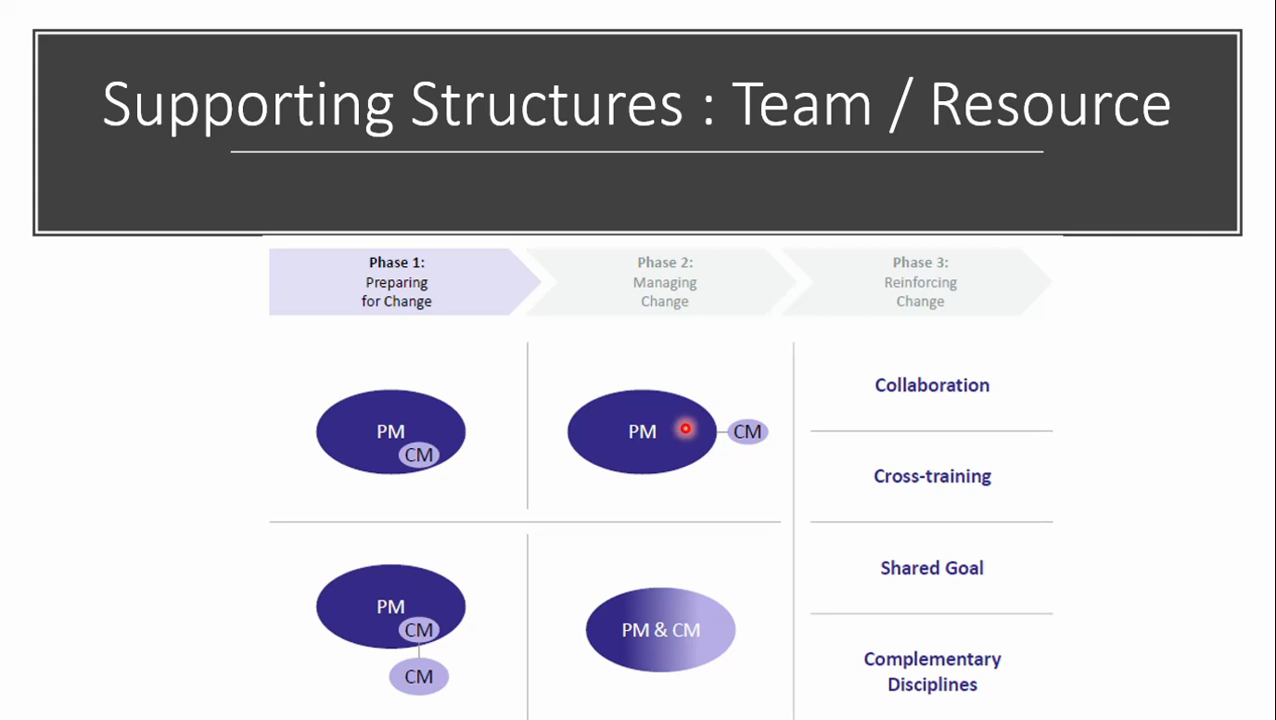 Supporting Structures : Team / Resource
Phase 1:
Preparing
for Change
Phase 2:
Managing
Change
Phase 3:
Reinforcing
Change
PM
CM
PM
CM
PM
CM
CM
PM & CM
Collaboration
Cross-training
Shared Goal
Complementary
Disciplines